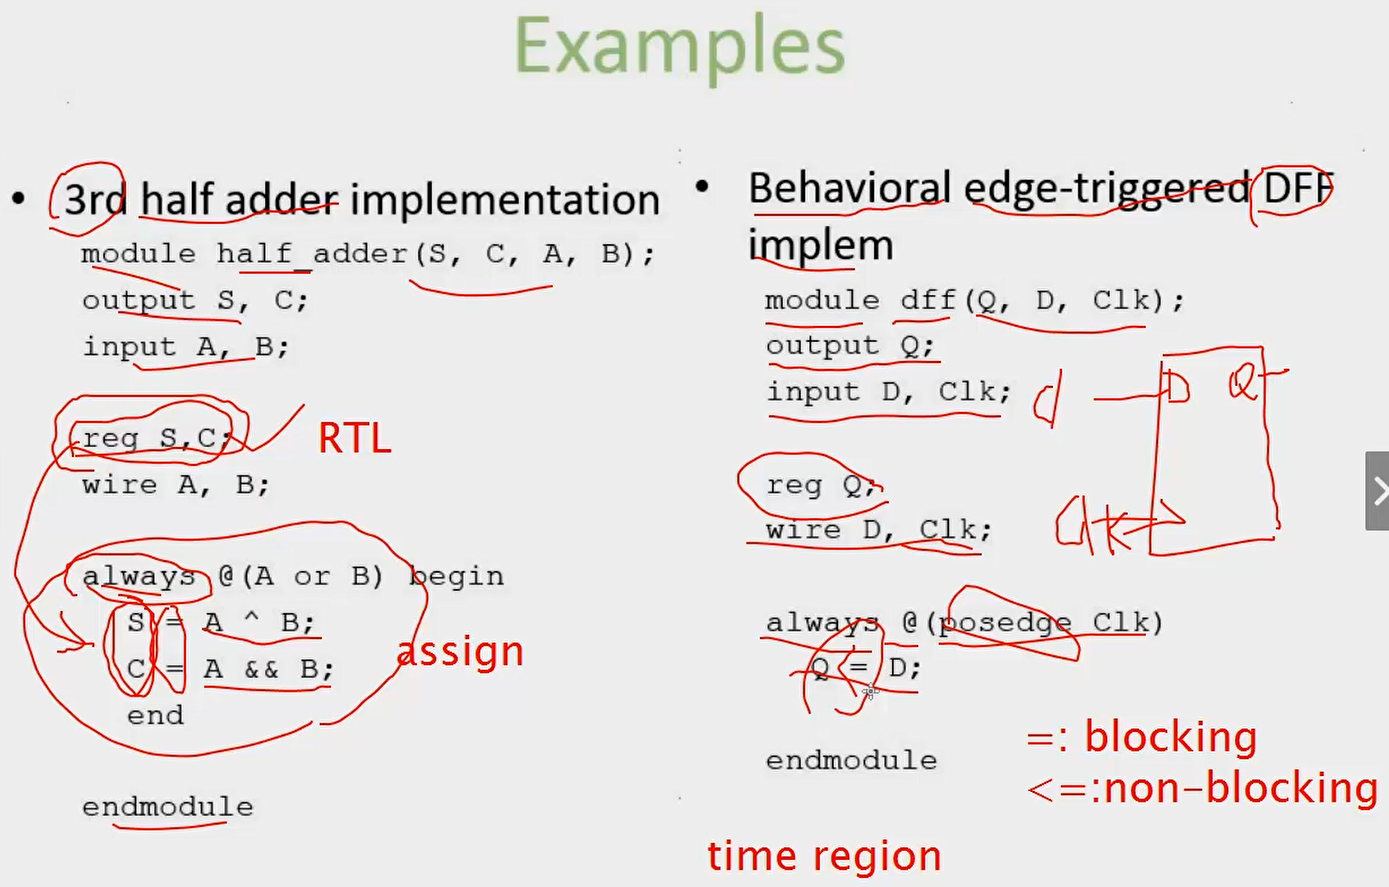 Examples
• 3rd half adder implementation
module half_adder(S, C, A, B);
output S, C;
input A, B;
reg S,C;
RTL
wire A, B;
always @(A or B) begin
S = A ^ B;
C = A && B;
assign
end
endmodule
• Behavioral edge-triggered DFF
implem
module dff(Q, D, Clk);
output Q;
input D, Clk;
d
D Q
clk
reg Q;
wire D, Clk;
always @(posedge Clk)
Q <= D;
endmodule
=: blocking
<=:non-blocking
time region